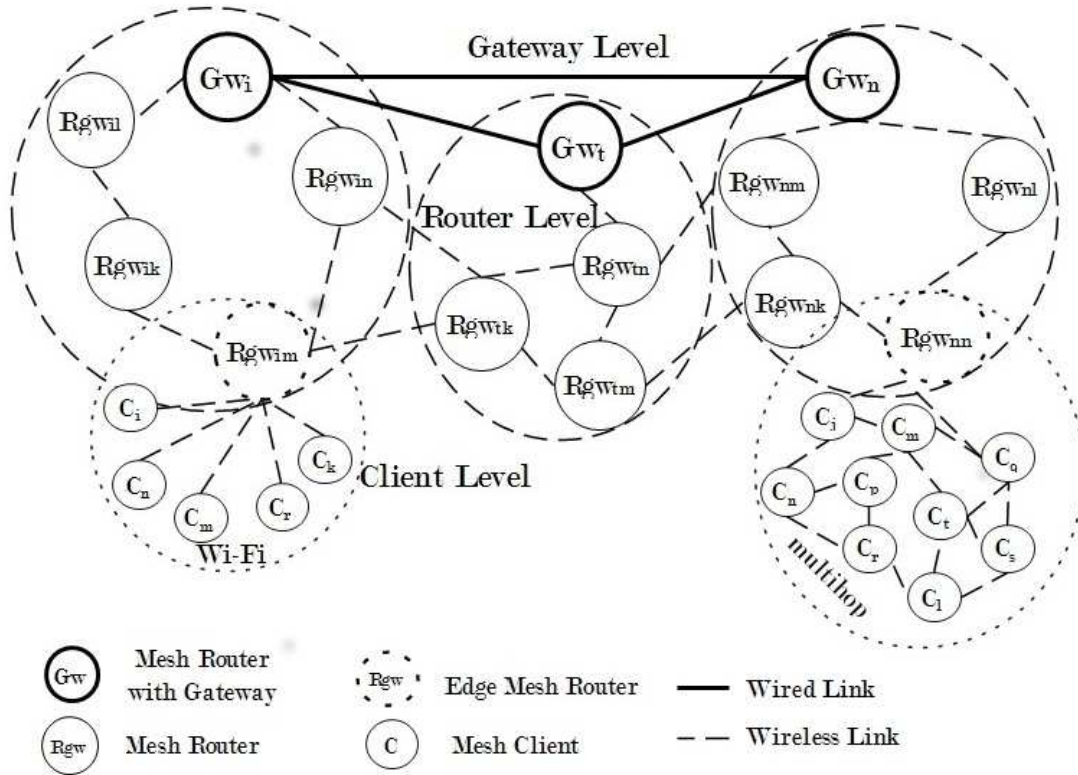 Gateway Level
Gwi
Gwn
Rgwil
Gwt
Rgwin
Rgwnm
Rgwnl
Router Level
Rgwik
Rgwtn
Rgwtk
Rgwnk
Rgwim
Rgwnn
Rgwtm
Ci
Cj
Cm
Ck
Client Level
Cq
Cn
Cn
Cp
Cm
Cr
Ct
Wi-Fi
Cr
Cs
multihop
Cl
Gw
Mesh Router
with Gateway
Rgw
Edge Mesh Router
Wired Link
Rgw
Mesh Router
C
Mesh Client
Wireless Link